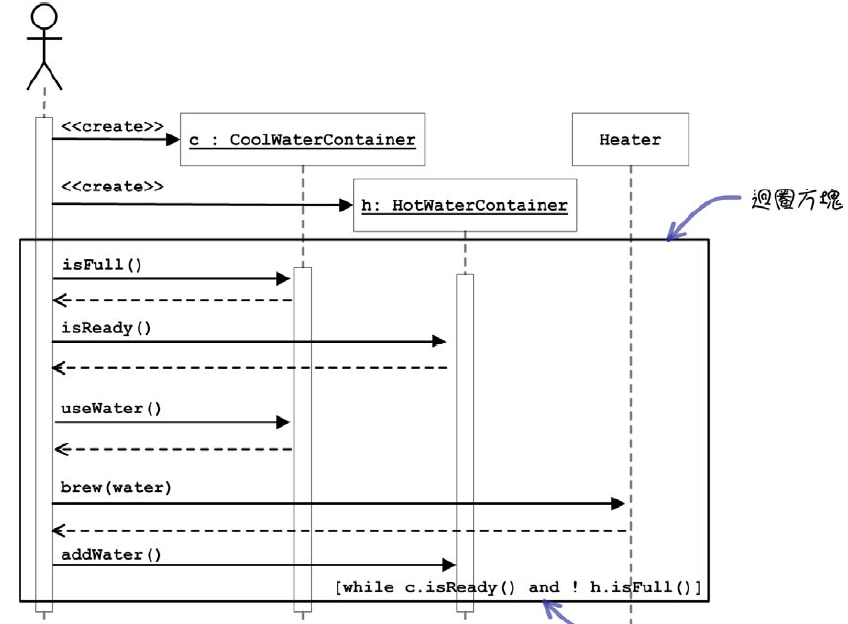 <<create>>
c : CoolWaterContainer
Heater
<<create>>
h: HotWaterContainer
迴圈方塊
isFull()
isReady()
useWater()
brew(water)
addWater()
[while c.isReady() and ! h.isFull()]